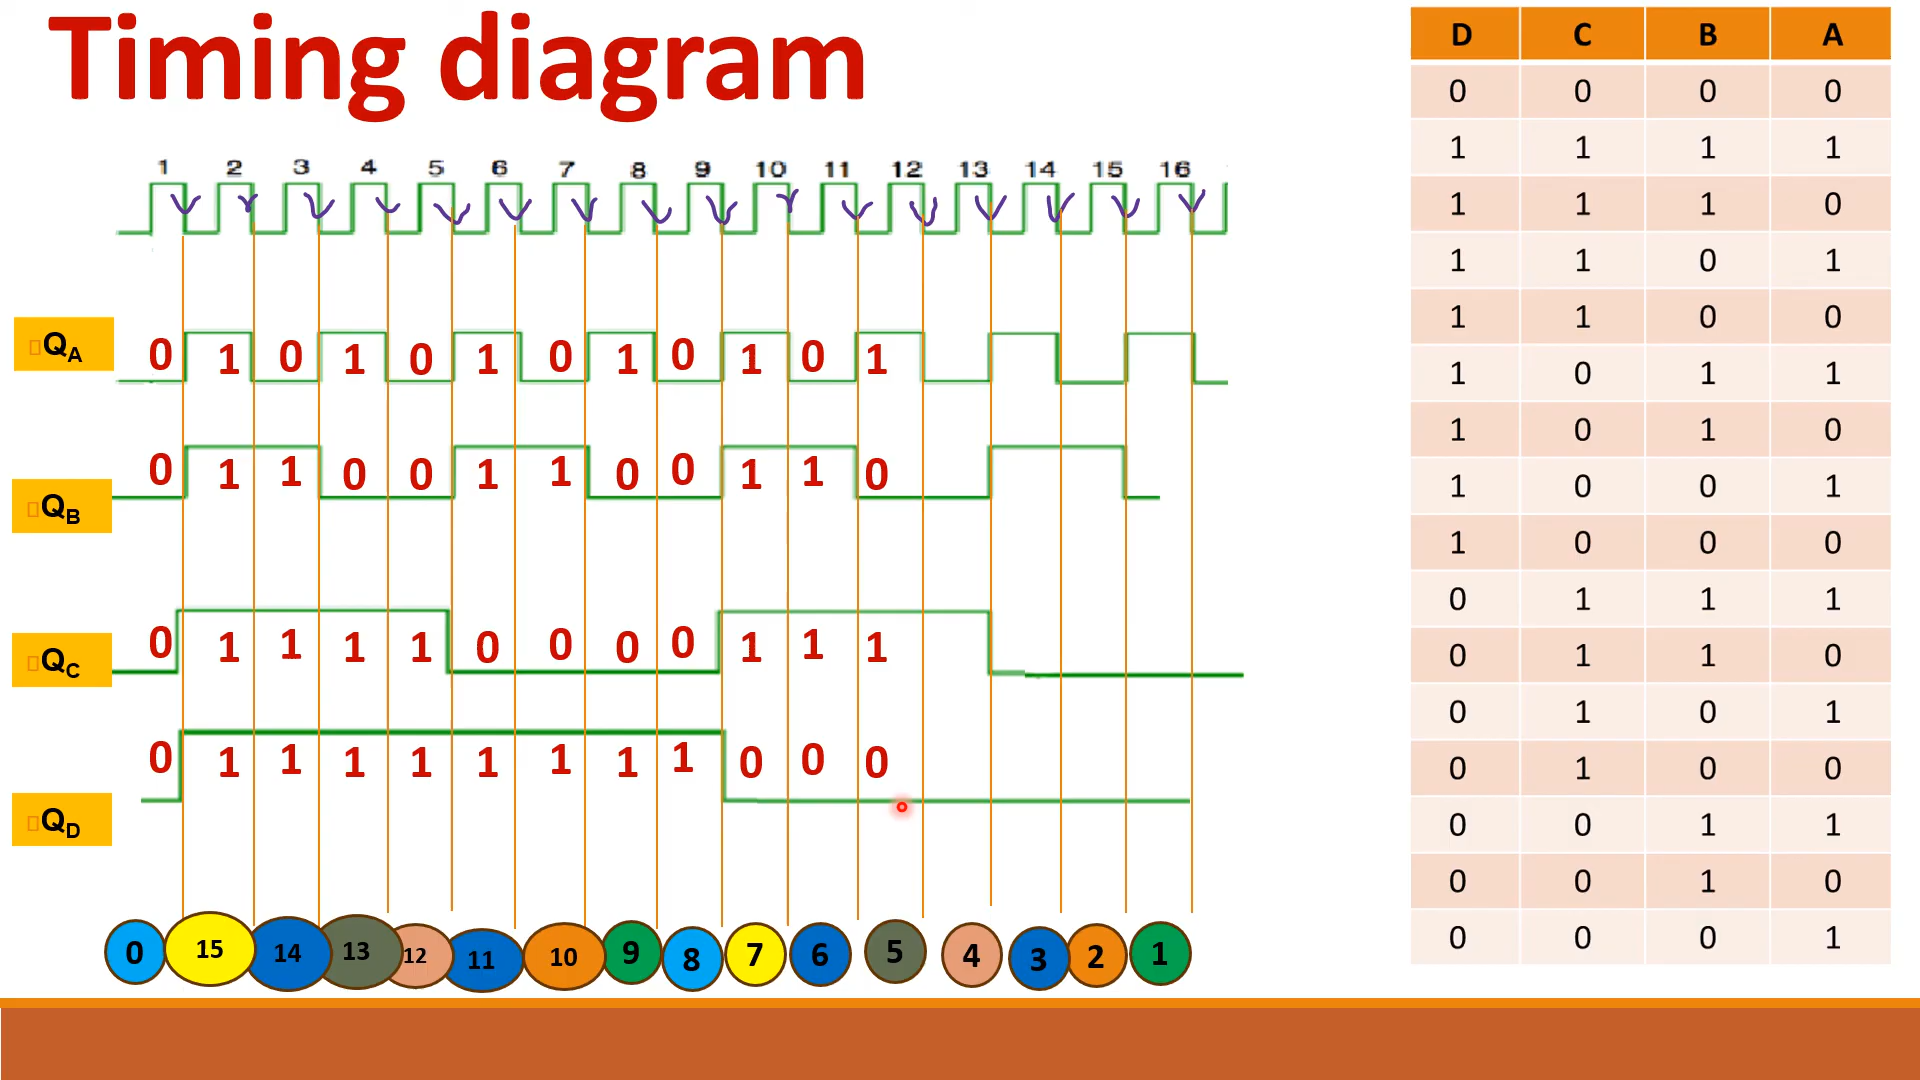 Timing diagram
1 2 3 4 5 6 7 8 9 10 11 12 13 14 15 16
QA 0 1 0 1 0 1 0 1 0 1 0 1
QB 0 1 1 0 0 1 1 0 0 1 1 0
QC 0 1 1 1 1 0 0 0 0 1 1 1
QD 0 1 1 1 1 1 1 1 1 0 0 0
0 15 14 13 12 11 10 9 8 7 6 5 4 3 2 1
D C B A
0 0 0 0
1 1 1 1
1 1 1 0
1 1 0 1
1 1 0 0
1 0 1 1
1 0 1 0
1 0 0 1
1 0 0 0
0 1 1 1
0 1 1 0
0 1 0 1
0 1 0 0
0 0 1 1
0 0 1 0
0 0 0 1